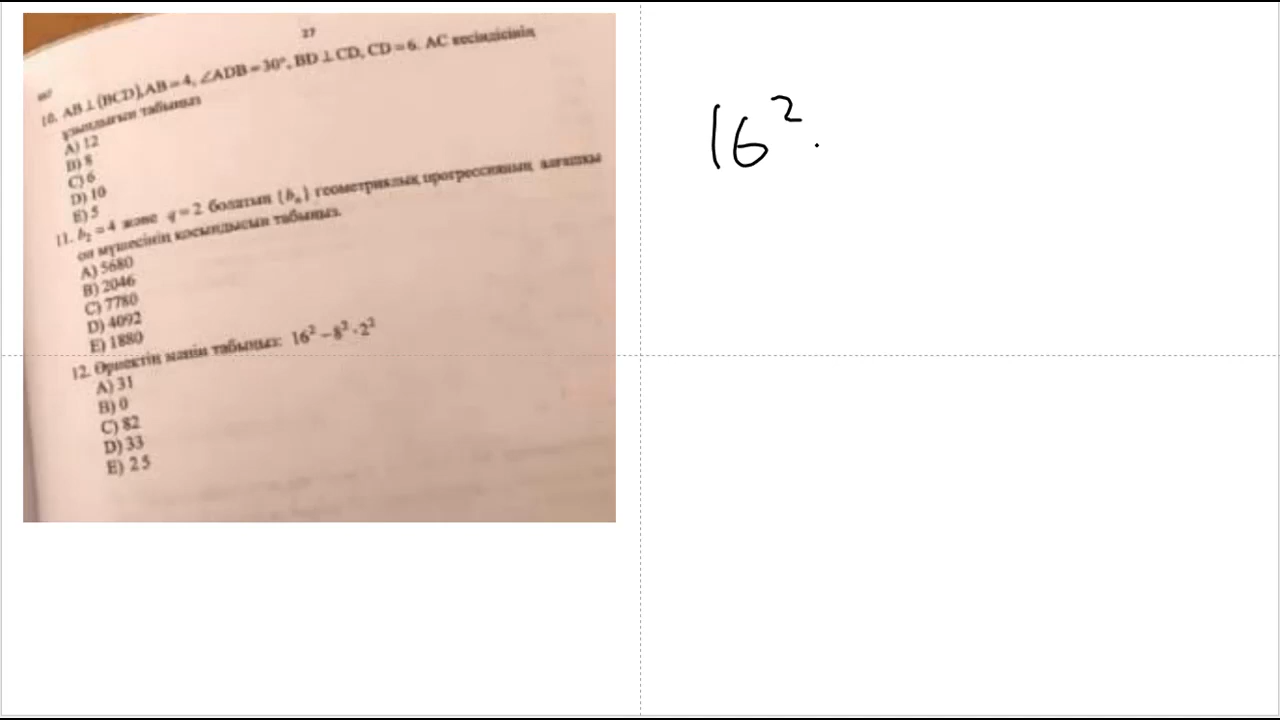 27
10. AB ⊥ (BCD), AB = 4, ∠ADB = 30°, BD ⊥ CD, CD = 6. AC кесіндісінің
ұзындығын табыңыз
A) 12
B) 8
C) 6
D) 10
E) 5
11. b₂ = 4 және q = 2 болатын {bₙ} геометриялық прогрессияның алғашқы
он мүшесінің қосындысын табыңыз.
A) 5680
B) 2046
C) 7780
D) 4092
E) 1880
12. Өрнектің мәнін табыңыз: 16² − 8² · 2²
A) 31
B) 0
C) 82
D) 33
E) 25
16² .